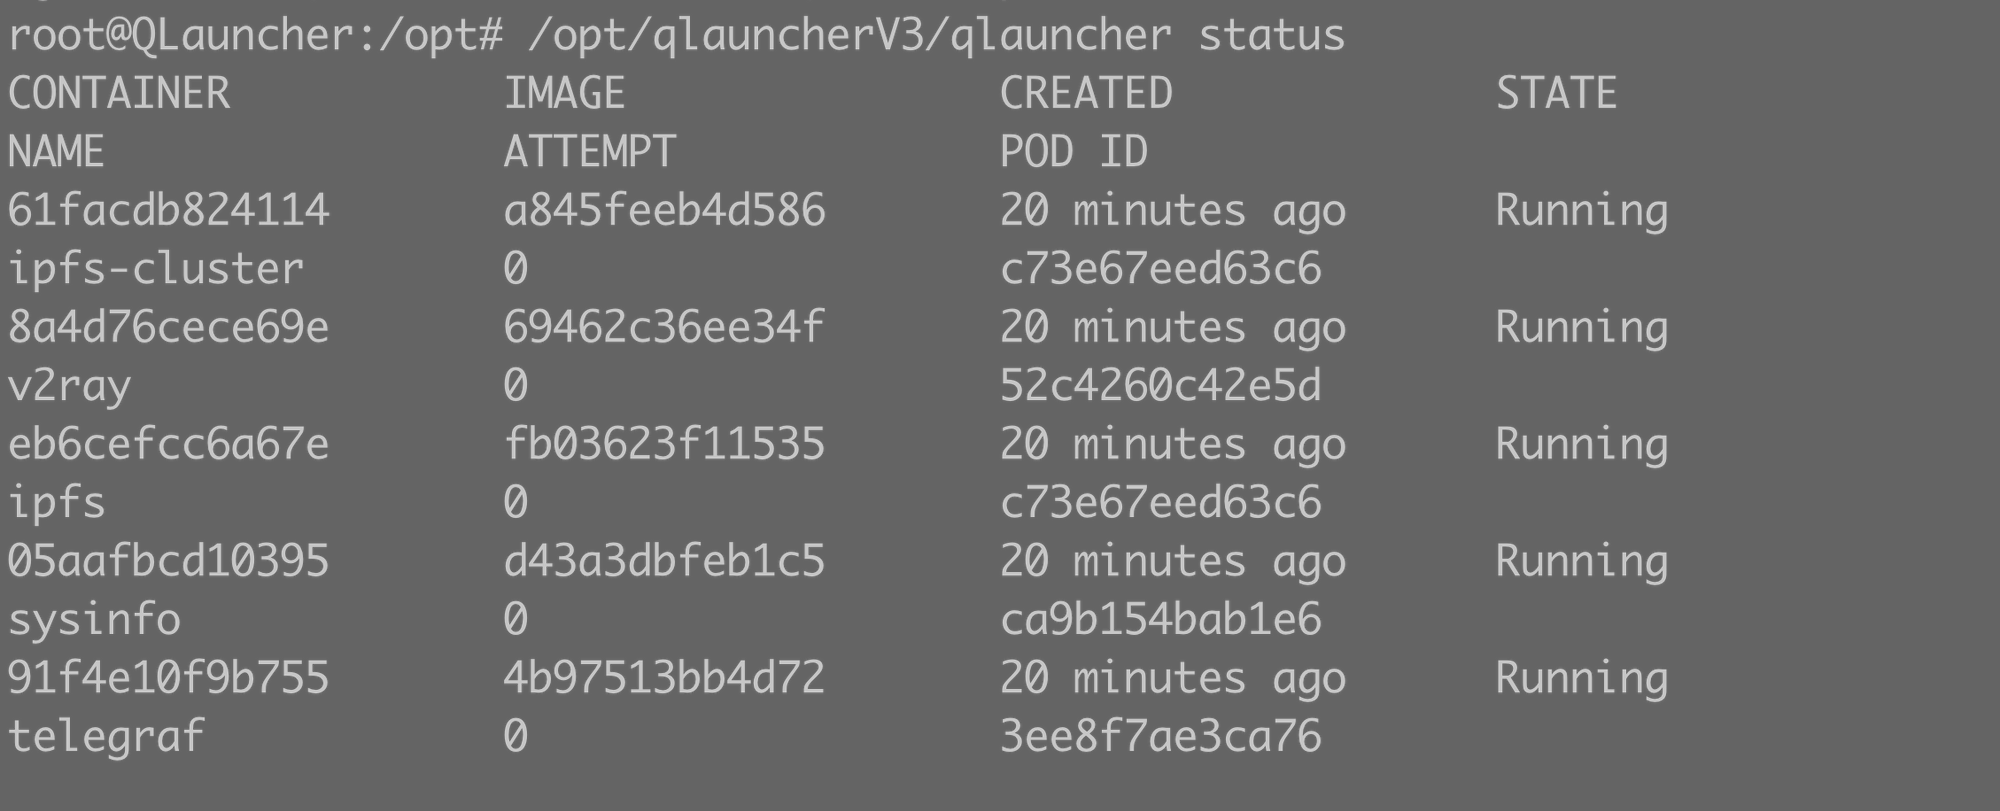 root@QLauncher:/opt# /opt/qlauncherV3/qlauncher status
CONTAINER IMAGE CREATED STATE
NAME ATTEMPT POD ID
61facdb824114 a845feeb4d586 20 minutes ago Running
ipfs-cluster 0 c73e67eed63c6
8a4d76cece69e 69462c36ee34f 20 minutes ago Running
v2ray 0 52c4260c42e5d
eb6cefcc6a67e fb03623f11535 20 minutes ago Running
ipfs 0 c73e67eed63c6
05aafbcd10395 d43a3dbfeb1c5 20 minutes ago Running
sysinfo 0 ca9b154bab1e6
91f4e10f9b755 4b97513bb4d72 20 minutes ago Running
telegraf 0 3ee8f7ae3ca76